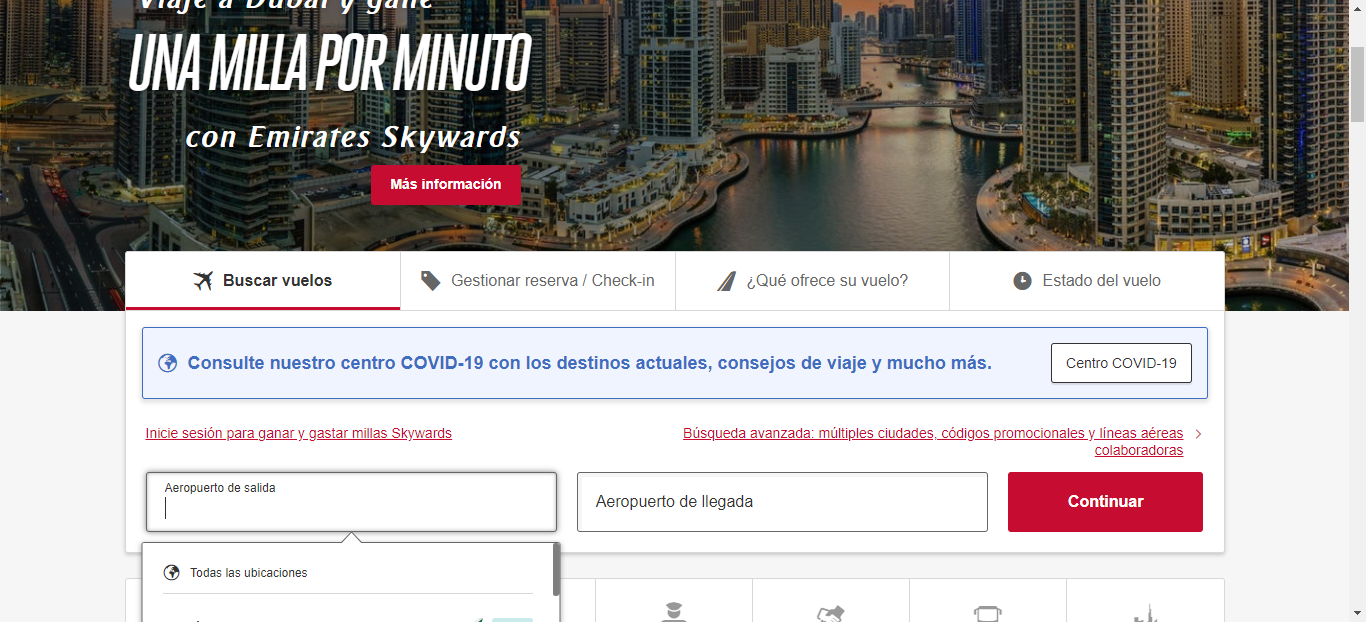 Viaje a Dubái y gane
UNA MILLA POR MINUTO
con Emirates Skywards
Más información
Buscar vuelos
Gestionar reserva / Check-in
¿Qué ofrece su vuelo?
Estado del vuelo
Consulte nuestro centro COVID-19 con los destinos actuales, consejos de viaje y mucho más.
Centro COVID-19
Inicie sesión para ganar y gastar millas Skywards
Búsqueda avanzada: múltiples ciudades, códigos promocionales y líneas aéreas
colaboradoras
Aeropuerto de salida
Aeropuerto de llegada
Continuar
Todas las ubicaciones